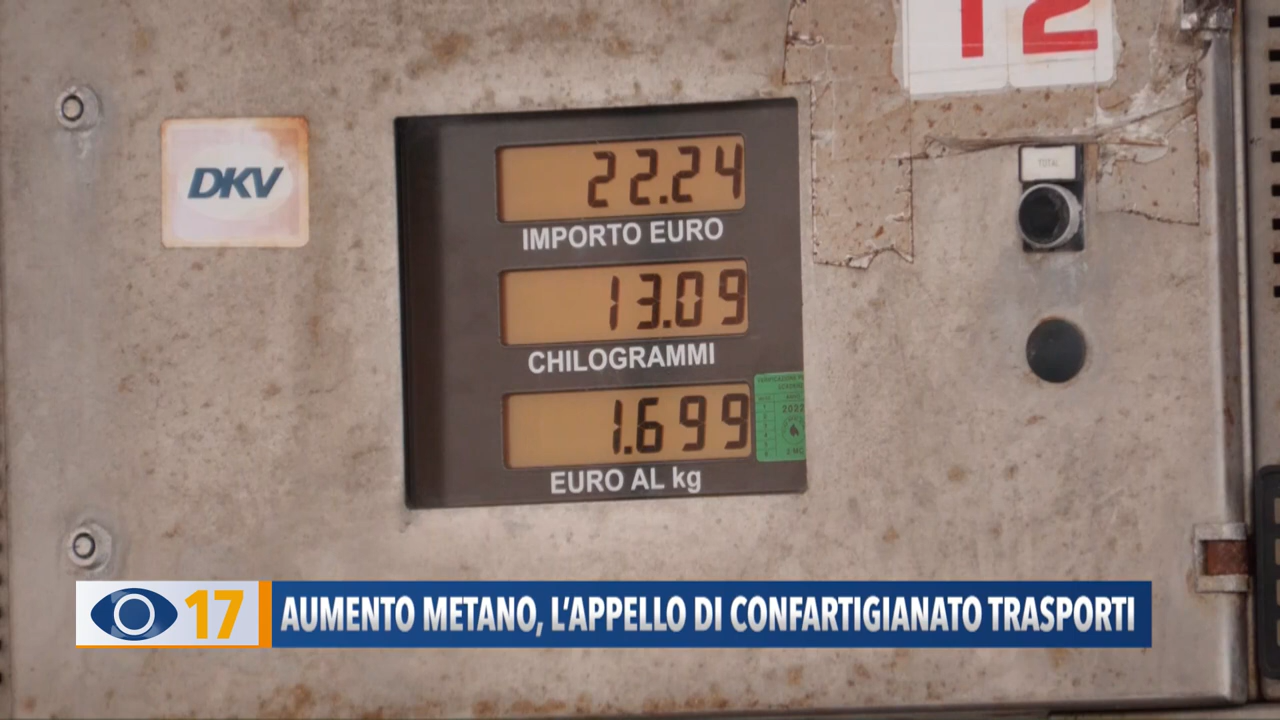 12
DKV
TOTAL
22.24
IMPORTO EURO
13.09
CHILOGRAMMI
1.699
EURO AL kg
2022
17
AUMENTO METANO, L'APPELLO DI CONFARTIGIANATO TRASPORTI